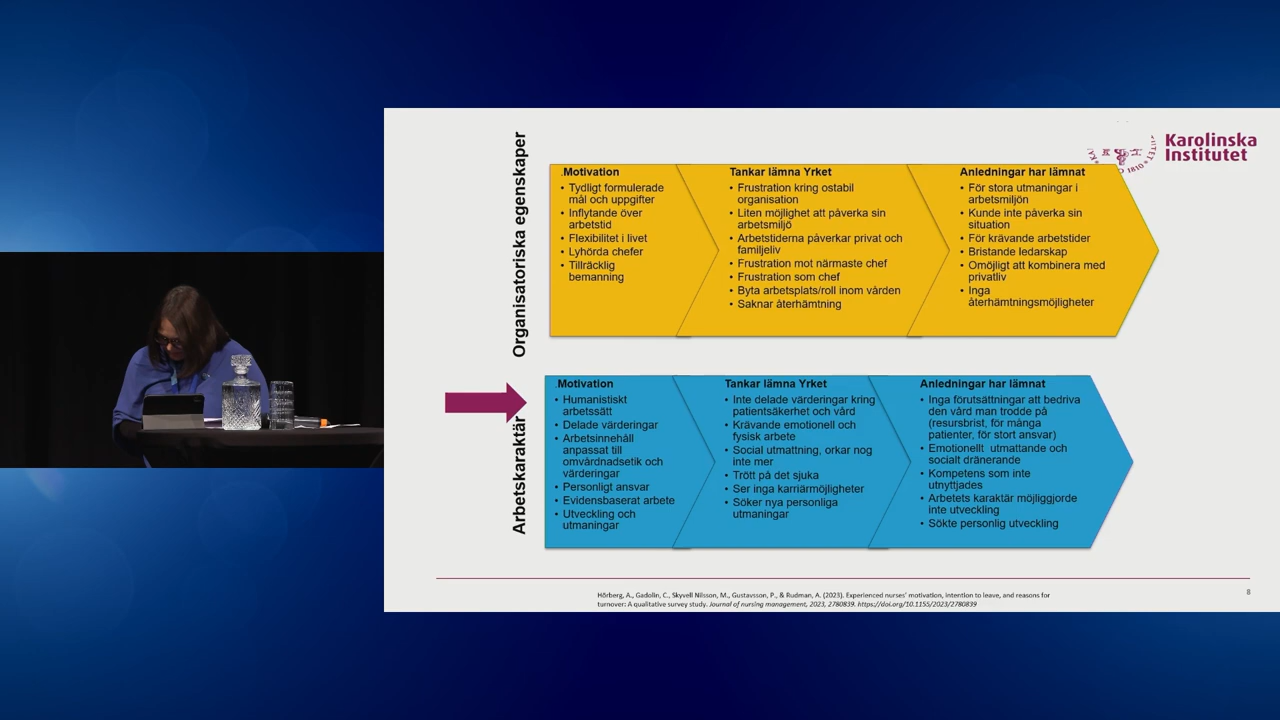 Karolinska
Institutet
1810
Organisatoriska egenskaper
.Motivation
• Tydligt formulerade
mål och uppgifter
• Inflytande över
arbetstid
• Flexibilitet i livet
• Lyhörda chefer
• Tillräcklig
bemanning
Tankar lämna Yrket
• Frustration kring ostabil
organisation
• Liten möjlighet att påverka sin
arbetsmiljö
• Arbetstiderna påverkar privat och
familjeliv
• Frustration mot närmaste chef
• Frustration som chef
• Byta arbetsplats/roll inom vården
• Saknar återhämtning
Anledningar har lämnat
• För stora utmaningar i
arbetsmiljön
• Kunde inte påverka sin
situation
• För krävande arbetstider
• Bristande ledarskap
• Omöjligt att kombinera med
privatliv
• Inga
återhämtningsmöjligheter
Arbetskaraktär
.Motivation
• Humanistiskt
arbetssätt
• Delade värderingar
• Arbetsinnehåll
anpassat till
omvårdnadsetik och
värderingar
• Personligt ansvar
• Evidensbaserat arbete
• Utveckling och
utmaningar
Tankar lämna Yrket
• Inte delade värderingar kring
patientsäkerhet och vård
• Krävande emotionell och
fysisk arbete
• Social utmattning, orkar nog
inte mer
• Trött på det sjuka
• Ser inga karriärmöjligheter
• Söker nya personliga
utmaningar
Anledningar har lämnat
• Inga förutsättningar att bedriva
den vård man trodde på
(resursbrist, för många
patienter, för stort ansvar)
• Emotionellt utmattande och
socialt dränerande
• Kompetens som inte
utnyttjades
• Arbetets karaktär möjliggjorde
inte utveckling
• Sökte personlig utveckling
Hörberg, A., Gadolin, C., Skyvell Nilsson, M., Gustavsson, P., & Rudman, A. (2023). Experienced nurses' motivation, intention to leave, and reasons for
turnover: A qualitative survey study. Journal of nursing management, 2023, 2780839. https://doi.org/10.1155/2023/2780839
8